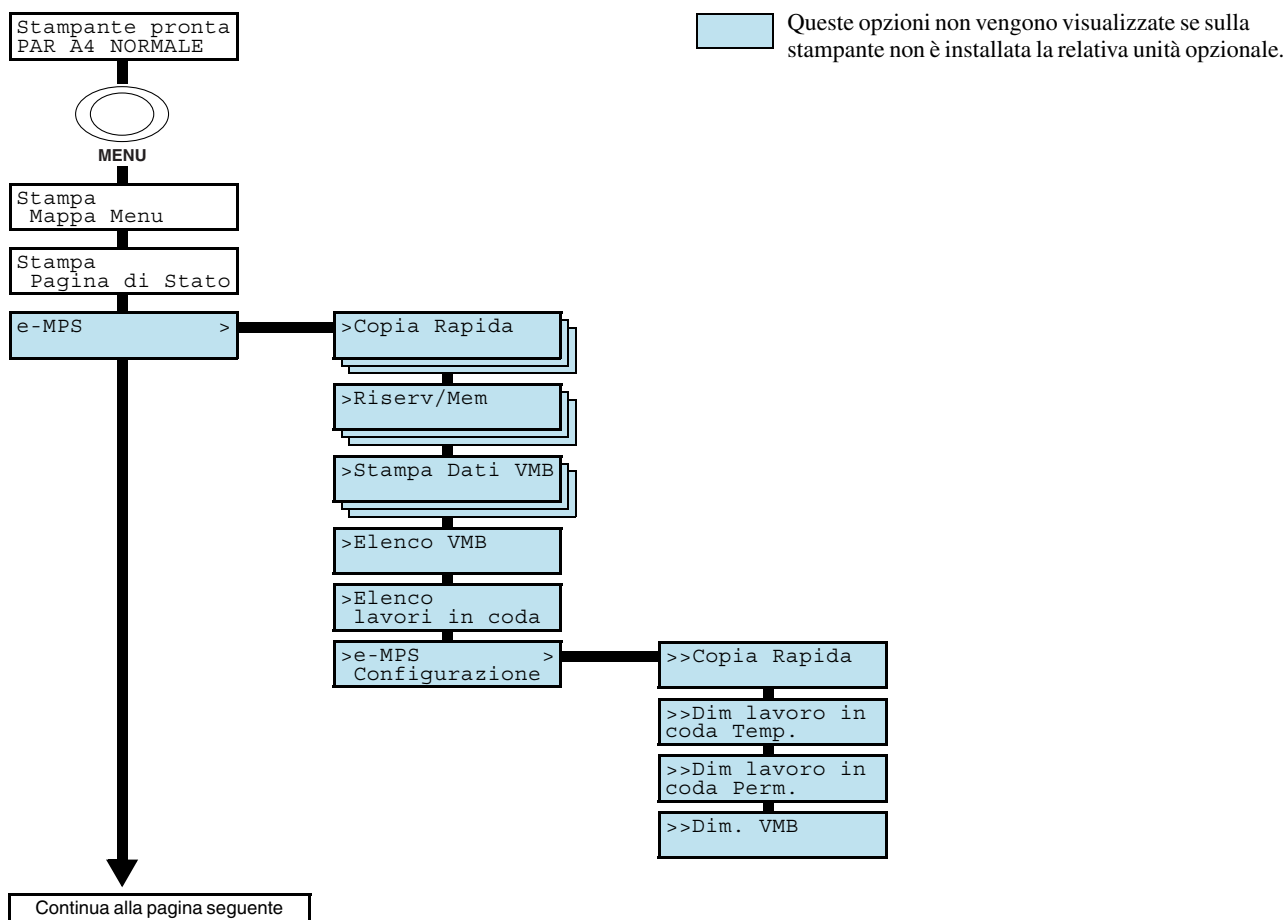 Stampante pronta
PAR A4 NORMALE
Queste opzioni non vengono visualizzate se sulla
stampante non è installata la relativa unità opzionale.
MENU
Stampa
Mappa Menu
Stampa
Pagina di Stato
e-MPS >
>Copia Rapida
>Riserv/Mem
>Stampa Dati VMB
>Elenco VMB
>Elenco
lavori in coda
>e-MPS >
Configurazione
>>Copia Rapida
>>Dim lavoro in
coda Temp.
>>Dim lavoro in
coda Perm.
>>Dim. VMB
Continua alla pagina seguente